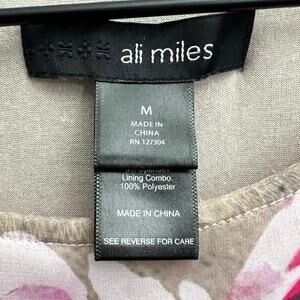 ali miles
M
MADE IN
CHINA
RN 127304
Lining Combo
100% Polyester
MADE IN CHINA
SEE REVERSE FOR CARE